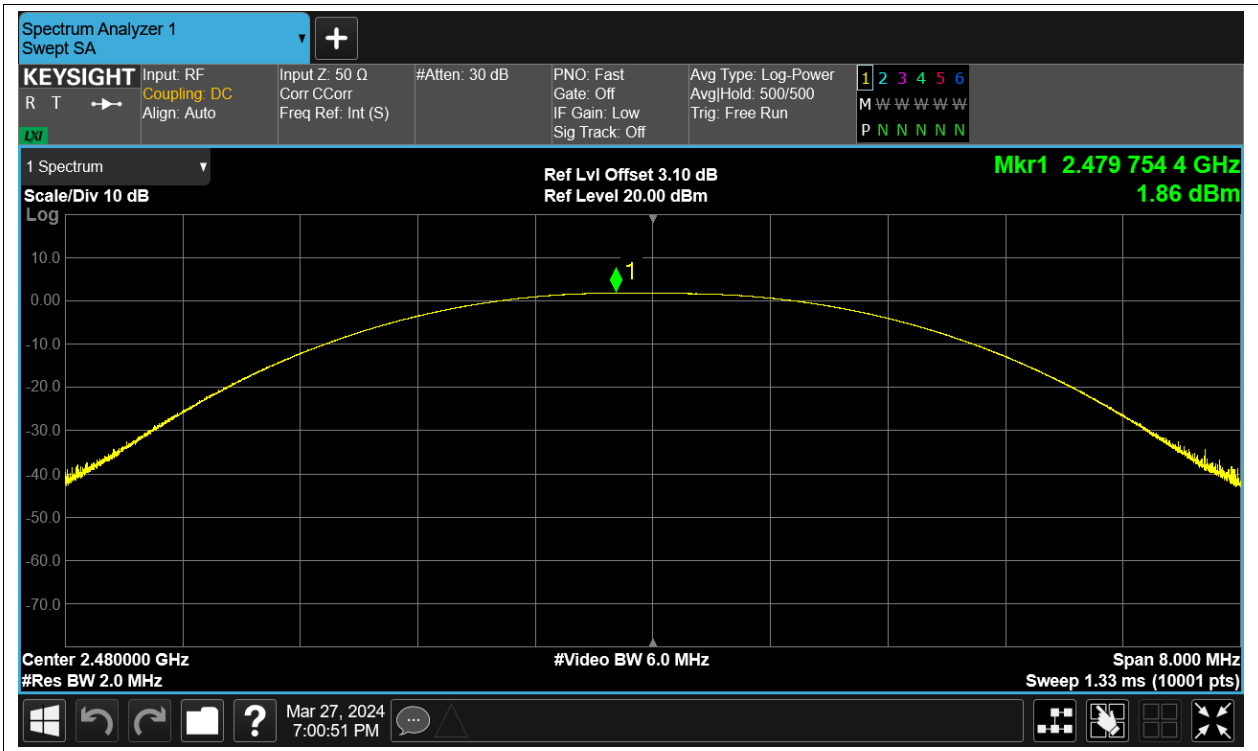 Spectrum Analyzer 1
Swept SA
KEYSIGHT
R T
LXI
Input: RF
Coupling: DC
Align: Auto
Input Z: 50 Ω
Corr CCorr
Freq Ref: Int (S)
#Atten: 30 dB
PNO: Fast
Gate: Off
IF Gain: Low
Sig Track: Off
Avg Type: Log-Power
Avg|Hold: 500/500
Trig: Free Run
1 2 3 4 5 6
M W W W W W W
P N N N N N
1 Spectrum
Scale/Div 10 dB
Log
Ref Lvl Offset 3.10 dB
Ref Level 20.00 dBm
Mkr1 2.479 754 4 GHz
1.86 dBm
1
10.0
0.00
-10.0
-20.0
-30.0
-40.0
-50.0
-60.0
-70.0
Center 2.480000 GHz
#Res BW 2.0 MHz
#Video BW 6.0 MHz
Span 8.000 MHz
Sweep 1.33 ms (10001 pts)
?
Mar 27, 2024
7:00:51 PM